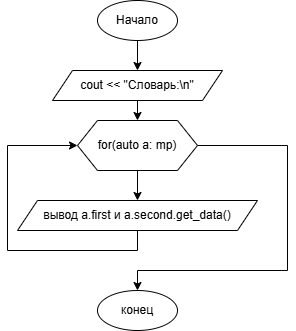 Начало
cout << "Словарь:\n"
for(auto a: mp)
вывод a.first и a.second.get_data()
конец